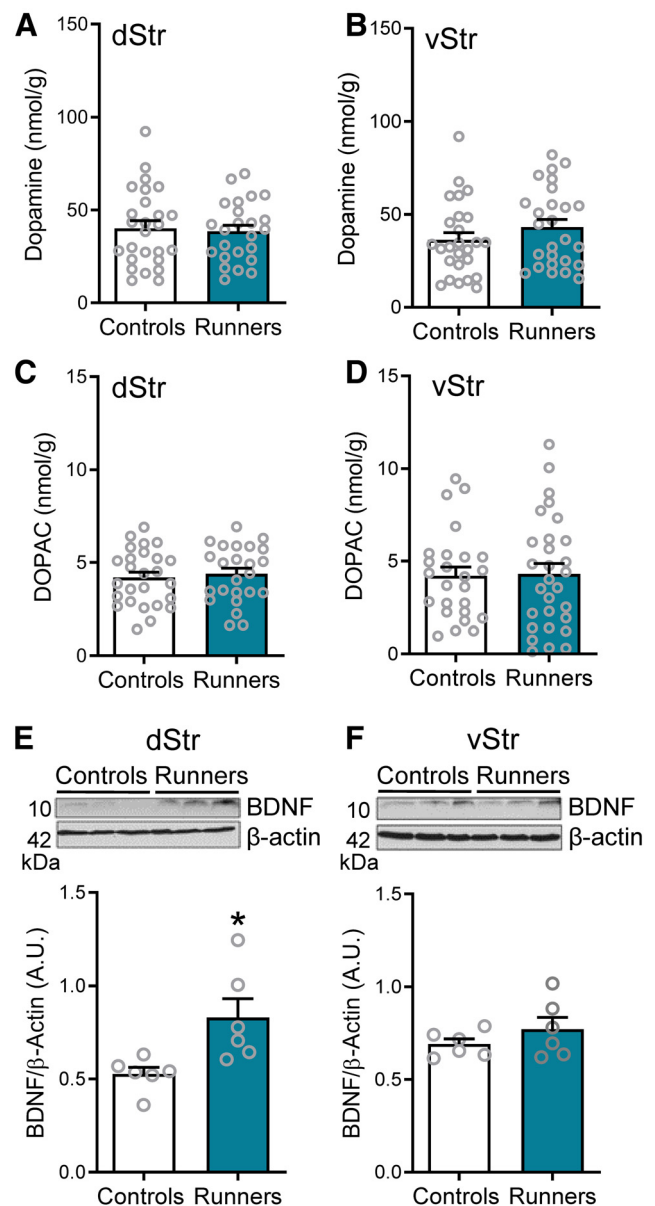 A
dStr
Dopamine (nmol/g)
150
100
50
0
Controls Runners
B
vStr
Dopamine (nmol/g)
150
100
50
0
Controls Runners
C
dStr
DOPAC (nmol/g)
15
10
5
0
Controls Runners
D
vStr
DOPAC (nmol/g)
15
10
5
0
Controls Runners
E
dStr
Controls Runners
10
BDNF
42
β-actin
kDa
BDNF/β-Actin (A.U.)
1.5
1.0
0.5
0.0
*
Controls Runners
F
vStr
Controls Runners
10
BDNF
42
β-actin
kDa
BDNF/β-Actin (A.U.)
1.5
1.0
0.5
0.0
Controls Runners